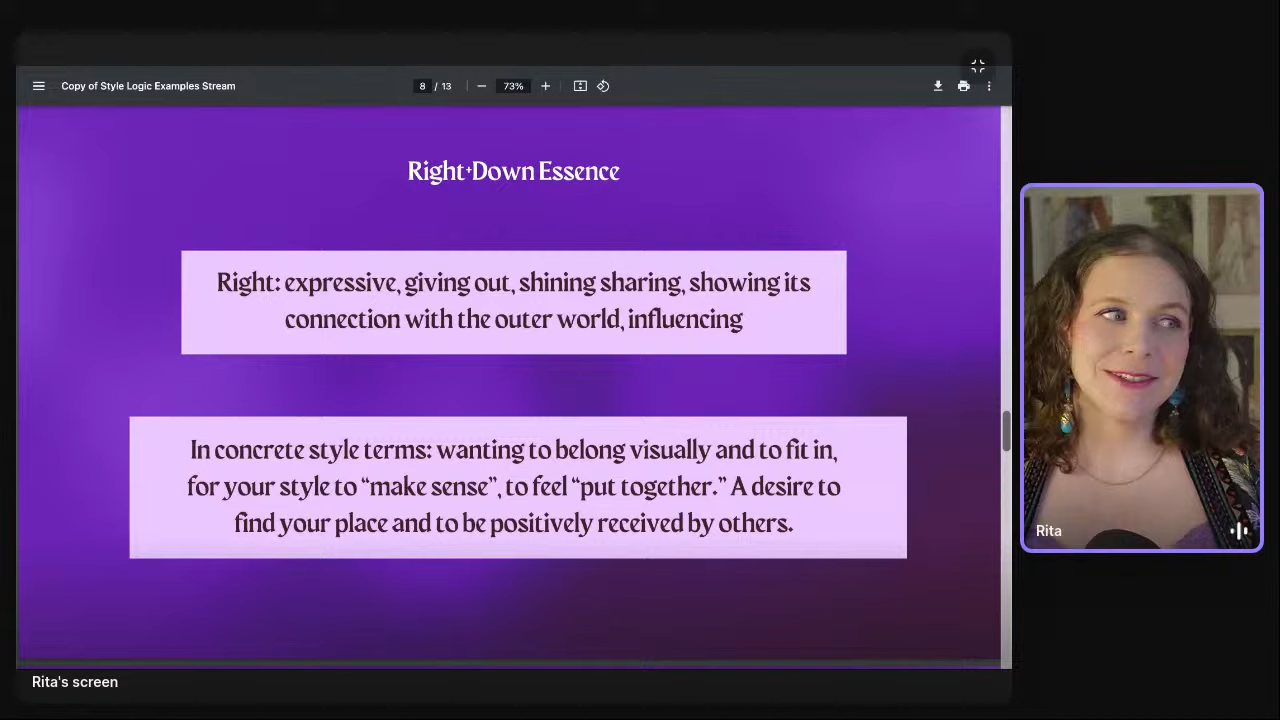 Copy of Style Logic Examples Stream
8 / 13
73%
Right+Down Essence
Right: expressive, giving out, shining sharing, showing its
connection with the outer world, influencing
In concrete style terms: wanting to belong visually and to fit in,
for your style to “make sense”, to feel “put together.” A desire to
find your place and to be positively received by others.
Rita
Rita's screen